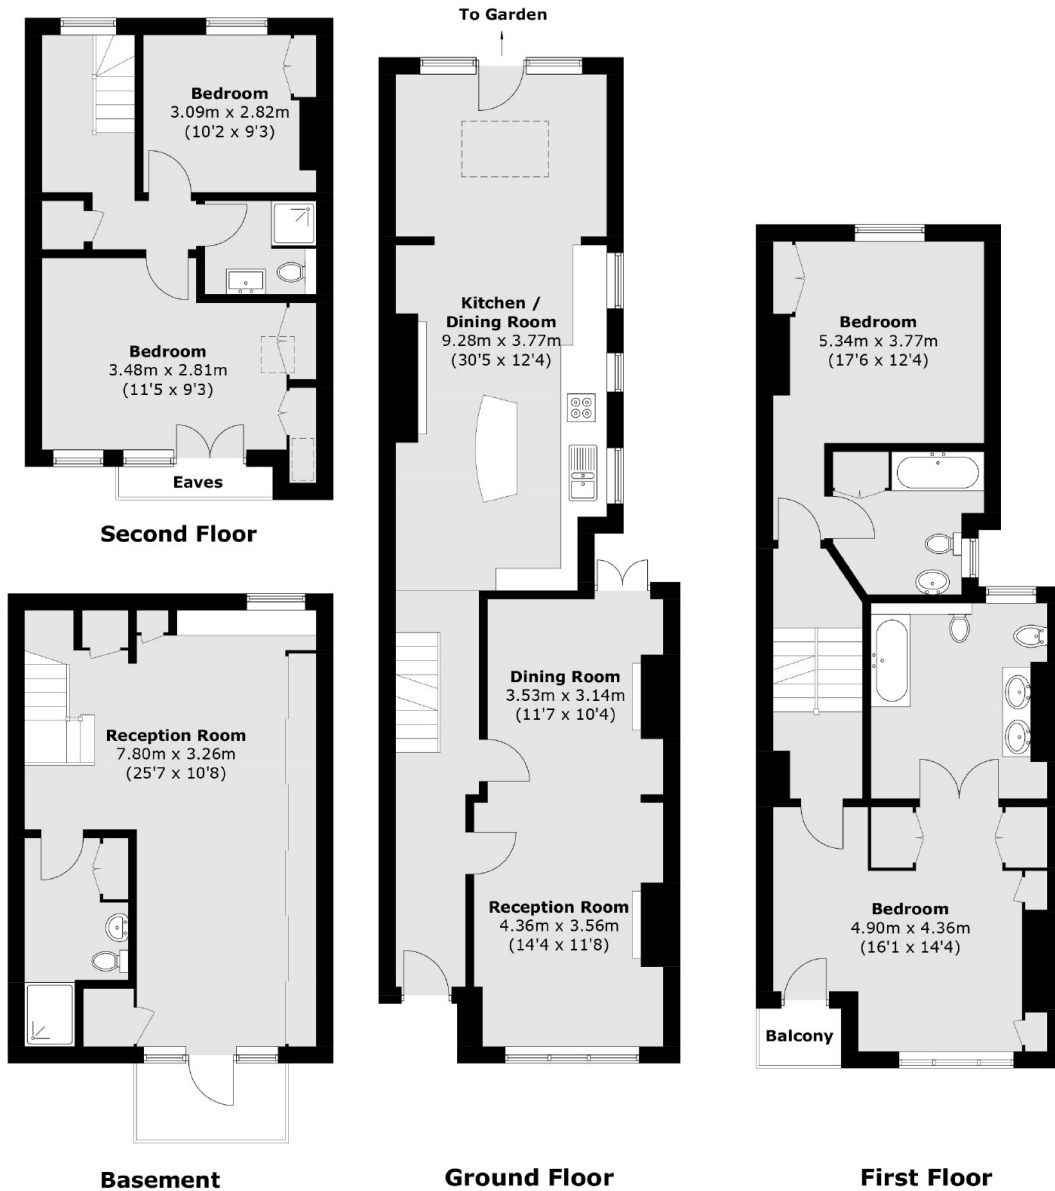 To Garden
Bedroom
3.09m x 2.82m
(10'2 x 9'3)
Bedroom
3.48m x 2.81m
(11'5 x 9'3)
Eaves
Second Floor
Kitchen /
Dining Room
9.28m x 3.77m
(30'5 x 12'4)
Bedroom
5.34m x 3.77m
(17'6 x 12'4)
Reception Room
7.80m x 3.26m
(25'7 x 10'8)
Dining Room
3.53m x 3.14m
(11'7 x 10'4)
Reception Room
4.36m x 3.56m
(14'4 x 11'8)
Bedroom
4.90m x 4.36m
(16'1 x 14'4)
Balcony
Basement
Ground Floor
First Floor